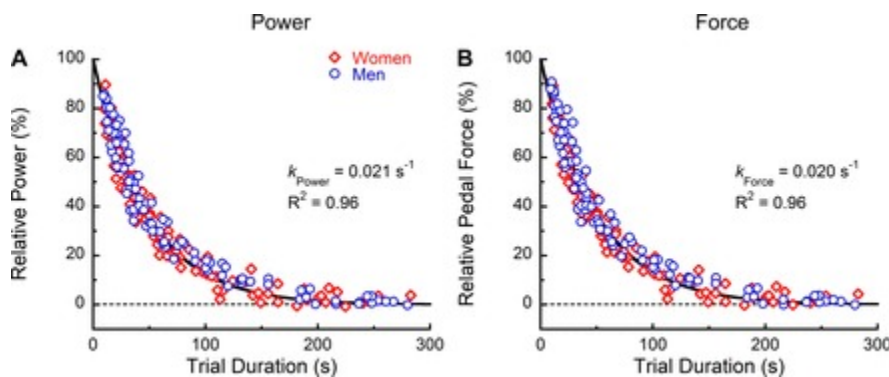 Power
Force
A
B
Women
Men
Relative Power (%)
100
80
60
40
20
0
k Power = 0.021 s⁻¹
R² = 0.96
0
100
200
300
Trial Duration (s)
Relative Pedal Force (%)
100
80
60
40
20
0
k Force = 0.020 s⁻¹
R² = 0.96
0
100
200
300
Trial Duration (s)